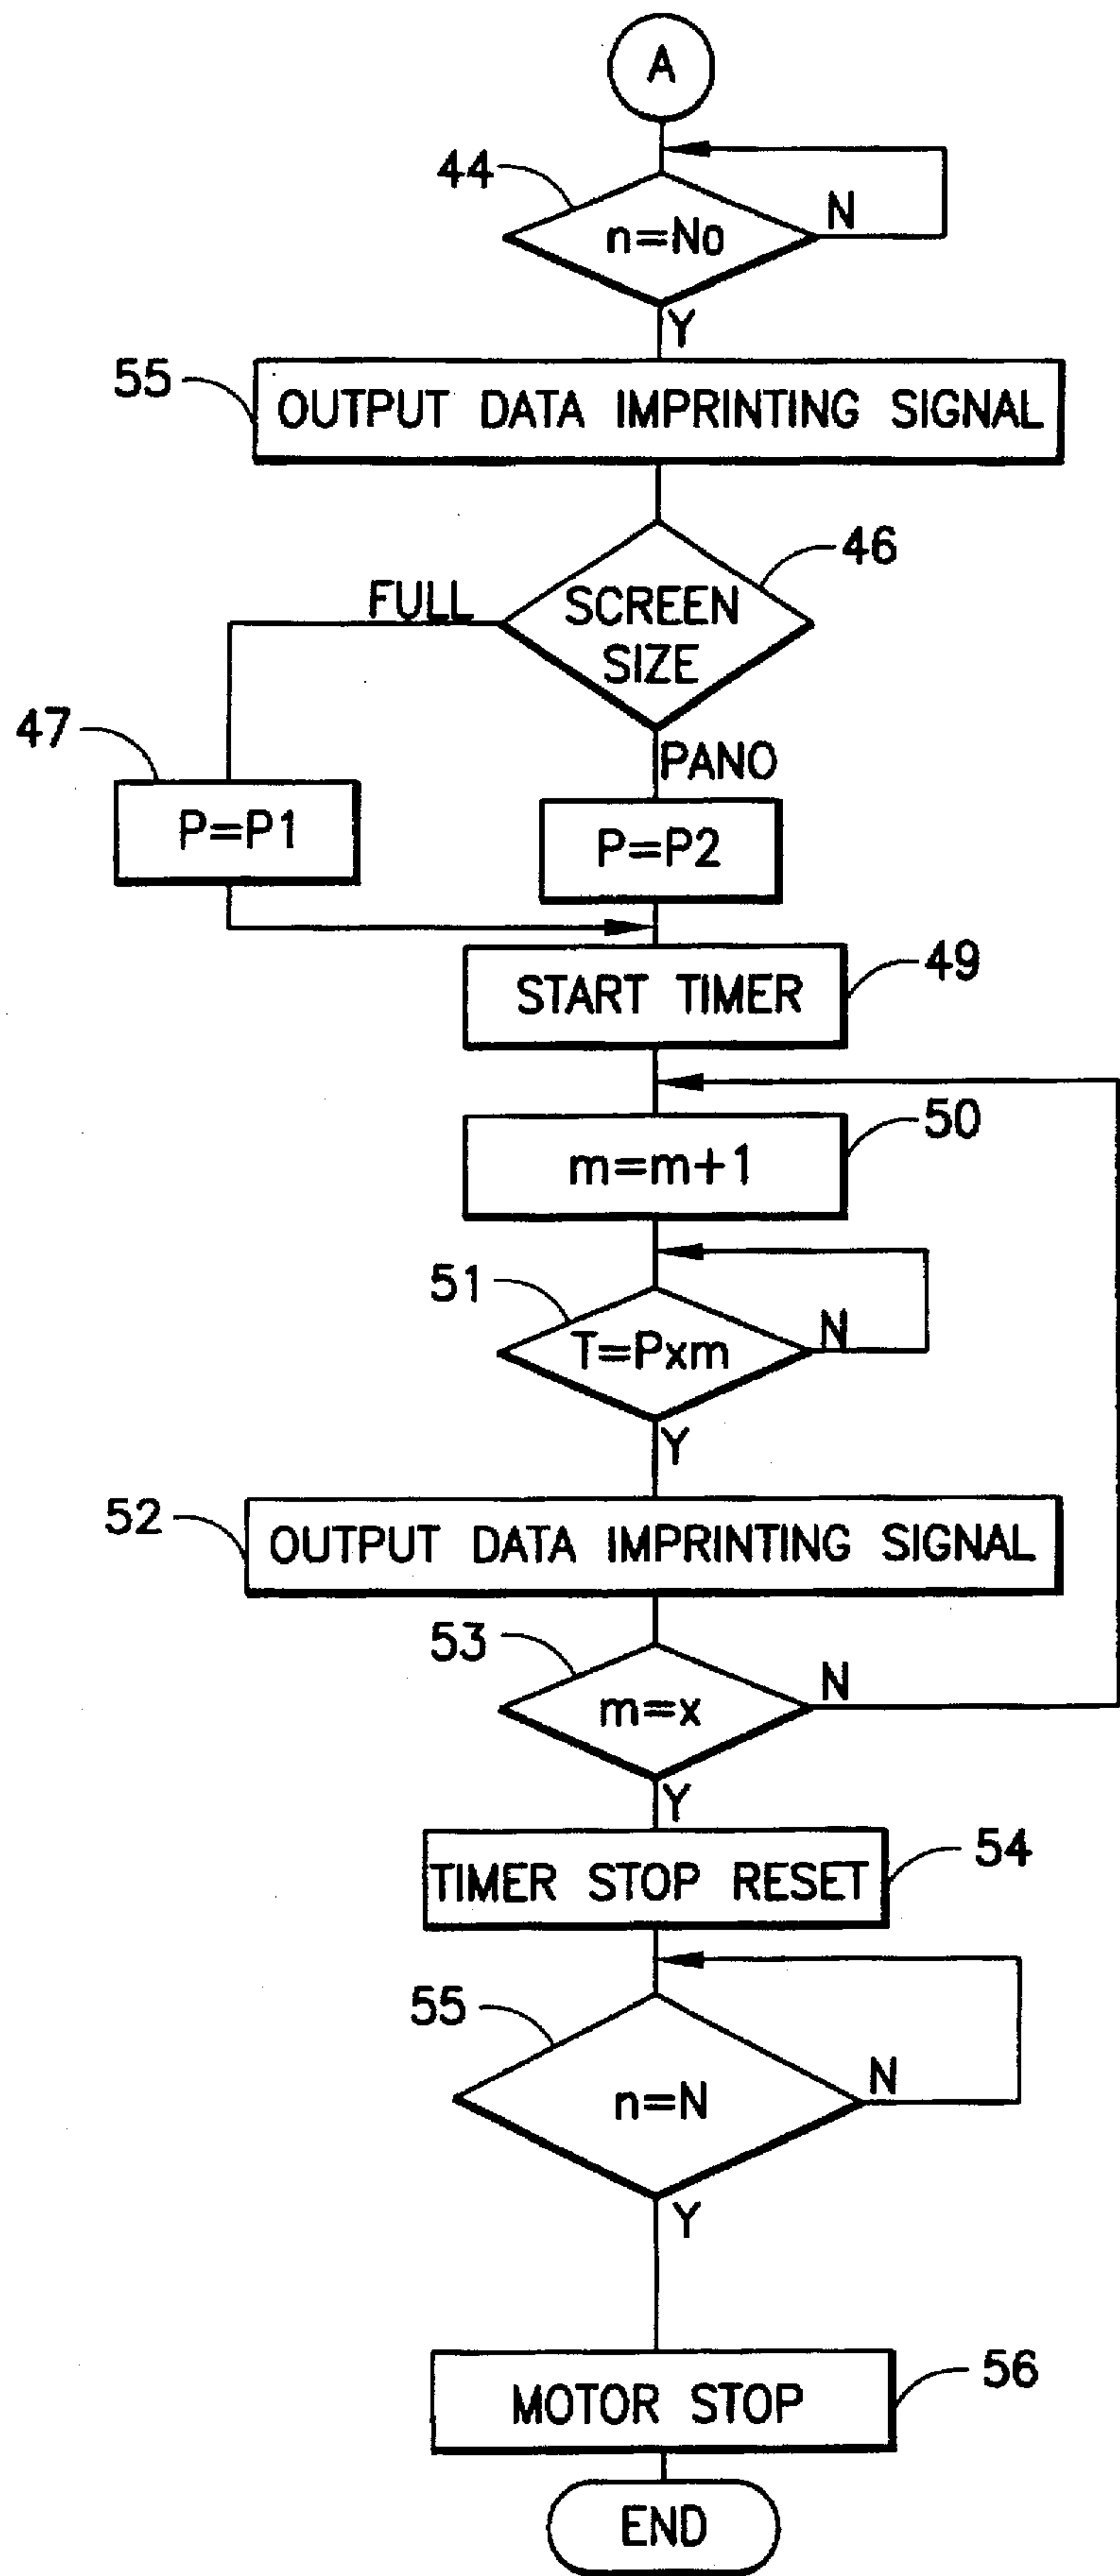 A
44
n=No
N
Y
55
OUTPUT DATA IMPRINTING SIGNAL
46
FULL
SCREEN
SIZE
47
PANO
P=P1
P=P2
49
START TIMER
50
m=m+1
51
T=Pxm
N
Y
52
OUTPUT DATA IMPRINTING SIGNAL
53
m=x
N
Y
54
TIMER STOP RESET
55
n=N
N
Y
56
MOTOR STOP
END